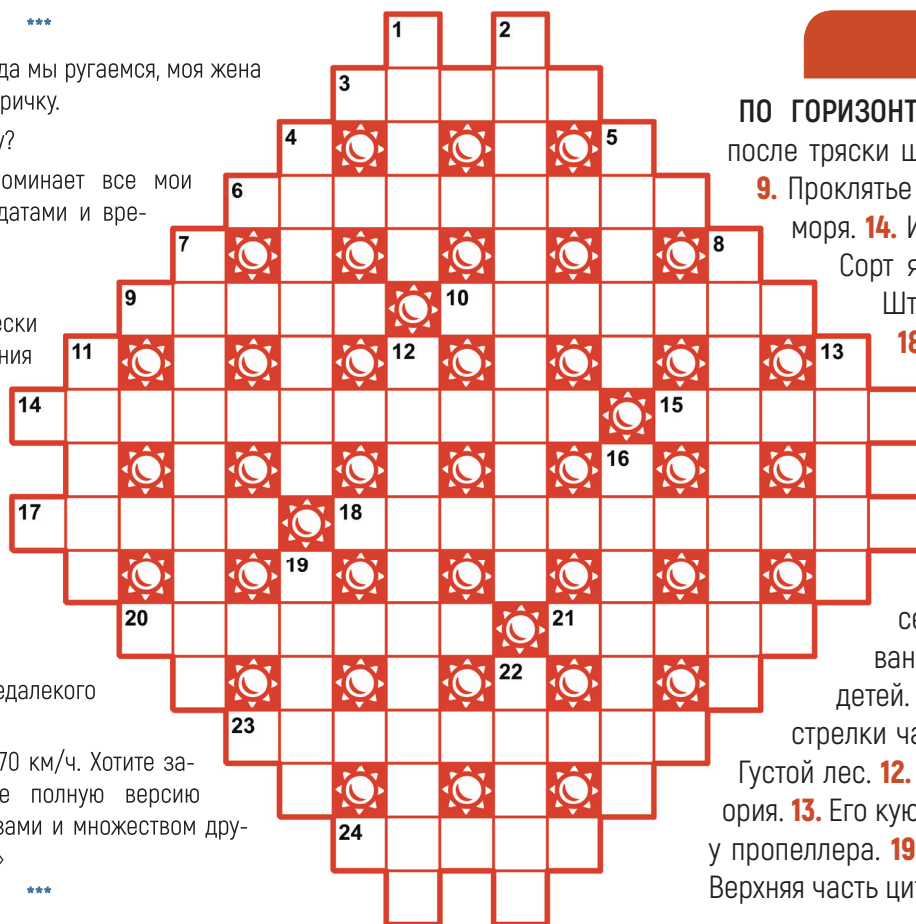 ***
да мы ругаемся, моя жена
ричку.
у?
оминает все мои
датами и вре-
ески
ния
едалекого
70 км/ч. Хотите за-
е полную версию
зами и множеством дру-
»
***
1 2
3
4 5
6
7 8
9 10
11 12 13
14 15
16
17 18
19
20 21
22
23
24
ПО ГОРИЗОНТ
после тряски ш
9. Проклятье
моря. 14. И
Сорт я
Шт
18
се
ван
детей.
стрелки ча
Густой лес. 12.
ория. 13. Его кую
у пропеллера. 19
Верхняя часть ци